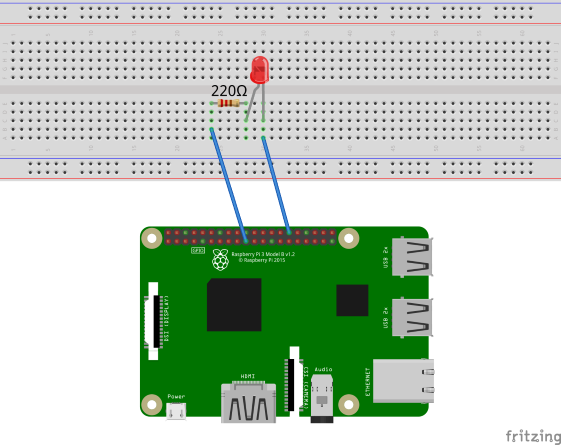 220Ω
GPIO
Raspberry Pi 3 Model B v1.2
© Raspberry Pi 2015
USB 2x
DSI (DISPLAY)
USB 2x
HDMI
Audio
CSI (CAMERA)
ETHERNET
Power
fritzing